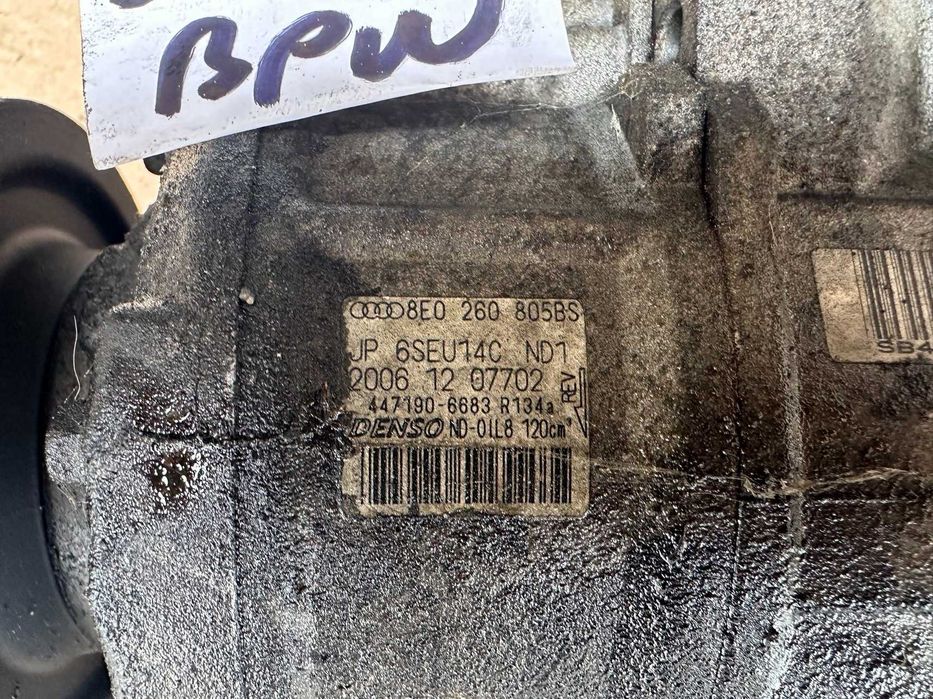 BPW
8E0 260 805BS
JP 6SEU14C ND1
2006 12 07702
REV
447190-6683 R134a
DENSO ND-OIL8 120cm³
SB4